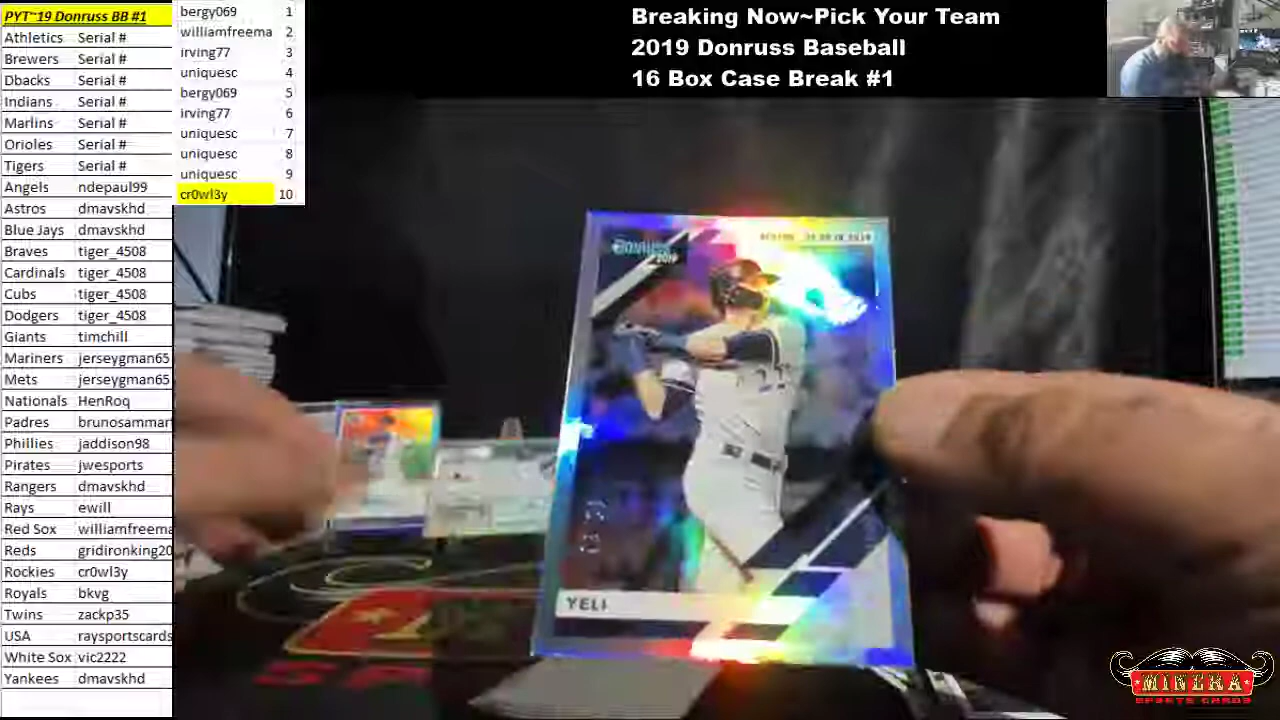 PYT~19 Donruss BB #1
Athletics Serial #
Brewers Serial #
Dbacks Serial #
Indians Serial #
Marlins Serial #
Orioles Serial #
Tigers Serial #
Angels ndepaul99
Astros dmavskhd
Blue Jays dmavskhd
Braves tiger_4508
Cardinals tiger_4508
Cubs tiger_4508
Dodgers tiger_4508
Giants timchill
Mariners jerseygman65
Mets jerseygman65
Nationals HenRoq
Padres brunosammar
Phillies jaddison98
Pirates jwesports
Rangers dmavskhd
Rays ewill
Red Sox williamfreema
Reds gridironking20
Rockies cr0wl3y
Royals bkvg
Twins zackp35
USA raysportscards
White Sox vic2222
Yankees dmavskhd
bergy069 1
williamfreema 2
irving77 3
uniquesc 4
bergy069 5
irving77 6
uniquesc 7
uniquesc 8
uniquesc 9
cr0wl3y 10
Breaking Now~Pick Your Team
2019 Donruss Baseball
16 Box Case Break #1
DONRUSS
2019
YELI
MINEKA
SPORTS CARDS